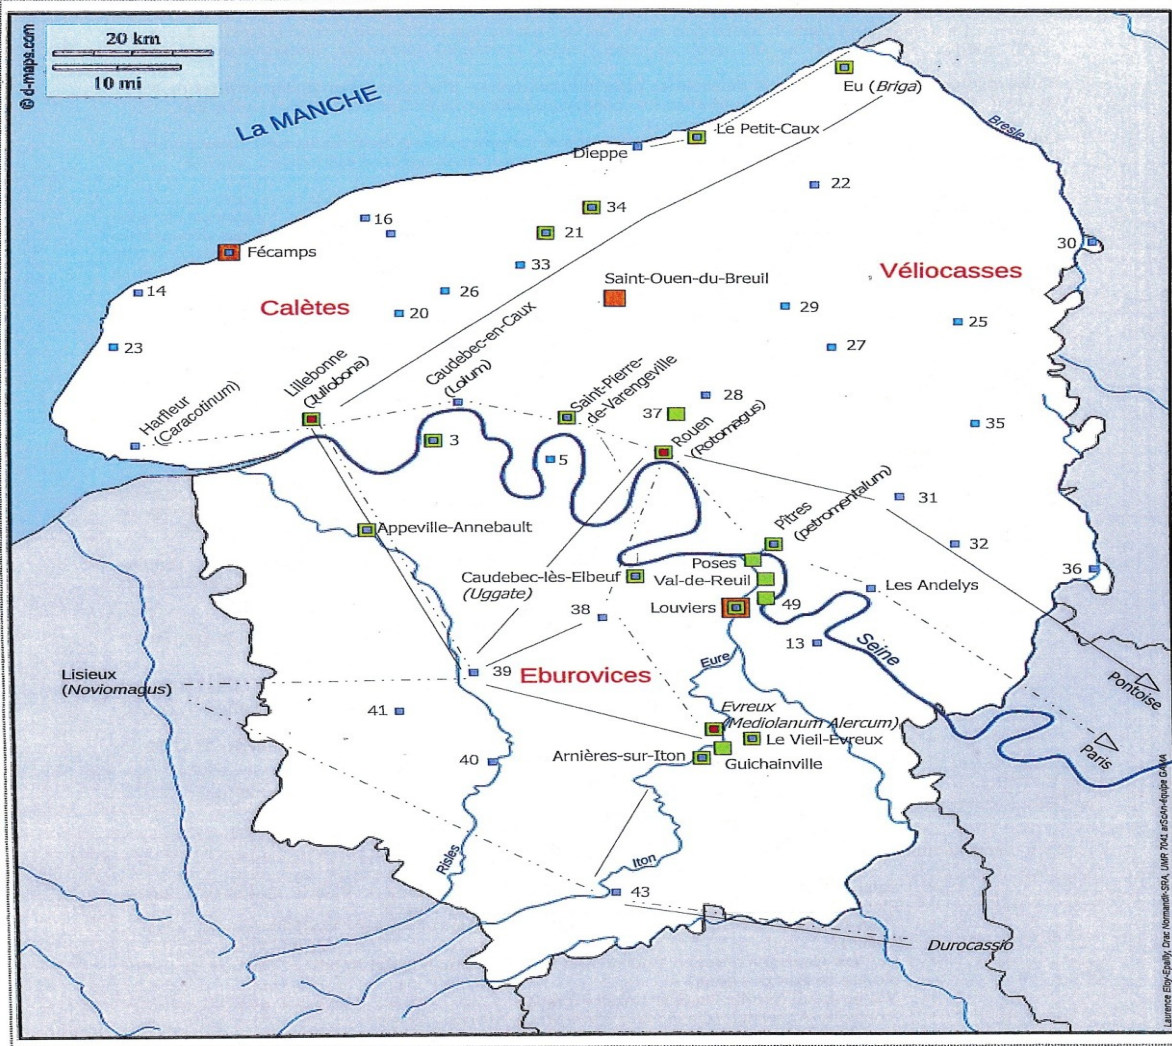 20 km
10 mi
© d-maps.com
La MANCHE
Eu (Briga)
Bresle
Le Petit-Caux
Dieppe
22
34
16
21
30
Fécamps
33
Véliocasses
14
26
Saint-Ouen-du-Breuil
Calètes
20
29
25
23
27
Lillebonne
(Juliobona)
Caudebec-en-Caux
(Lolum)
Saint-Pierre-
de-Varengeville
28
37
Harfleur
(Caracotinum)
35
3
Rouen
(Rotomagus)
5
31
Pîtres
(petromentalum)
Appeville-Annebault
32
Poses
36
Caudebec-lès-Elbeuf
(Uggate)
Val-de-Reuil
Les Andelys
Louviers
49
38
13
Seine
Eure
39
Eburovices
Lisieux
(Noviomagus)
Pontoise
41
Evreux
(Mediolanum Alercum)
Le Vieil-Evreux
Paris
40
Arnières-sur-Iton
Guichainville
Risles
Iton
43
Durocassio